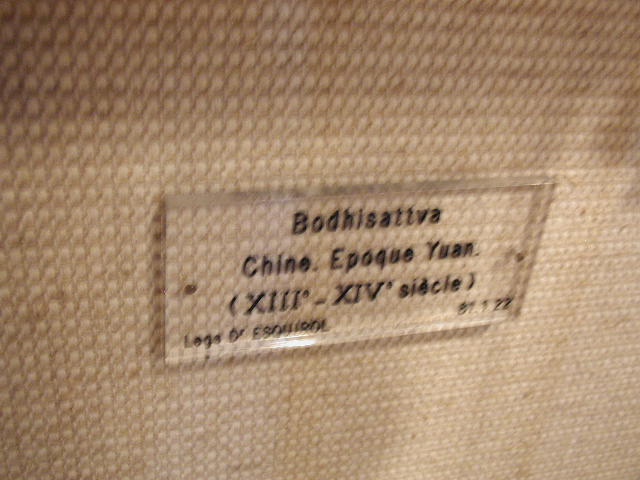 Bodhisattva
Chine. Epoque Yuan.
(XIIIe - XIVe siècle)
Legs Dr ESQUIROL